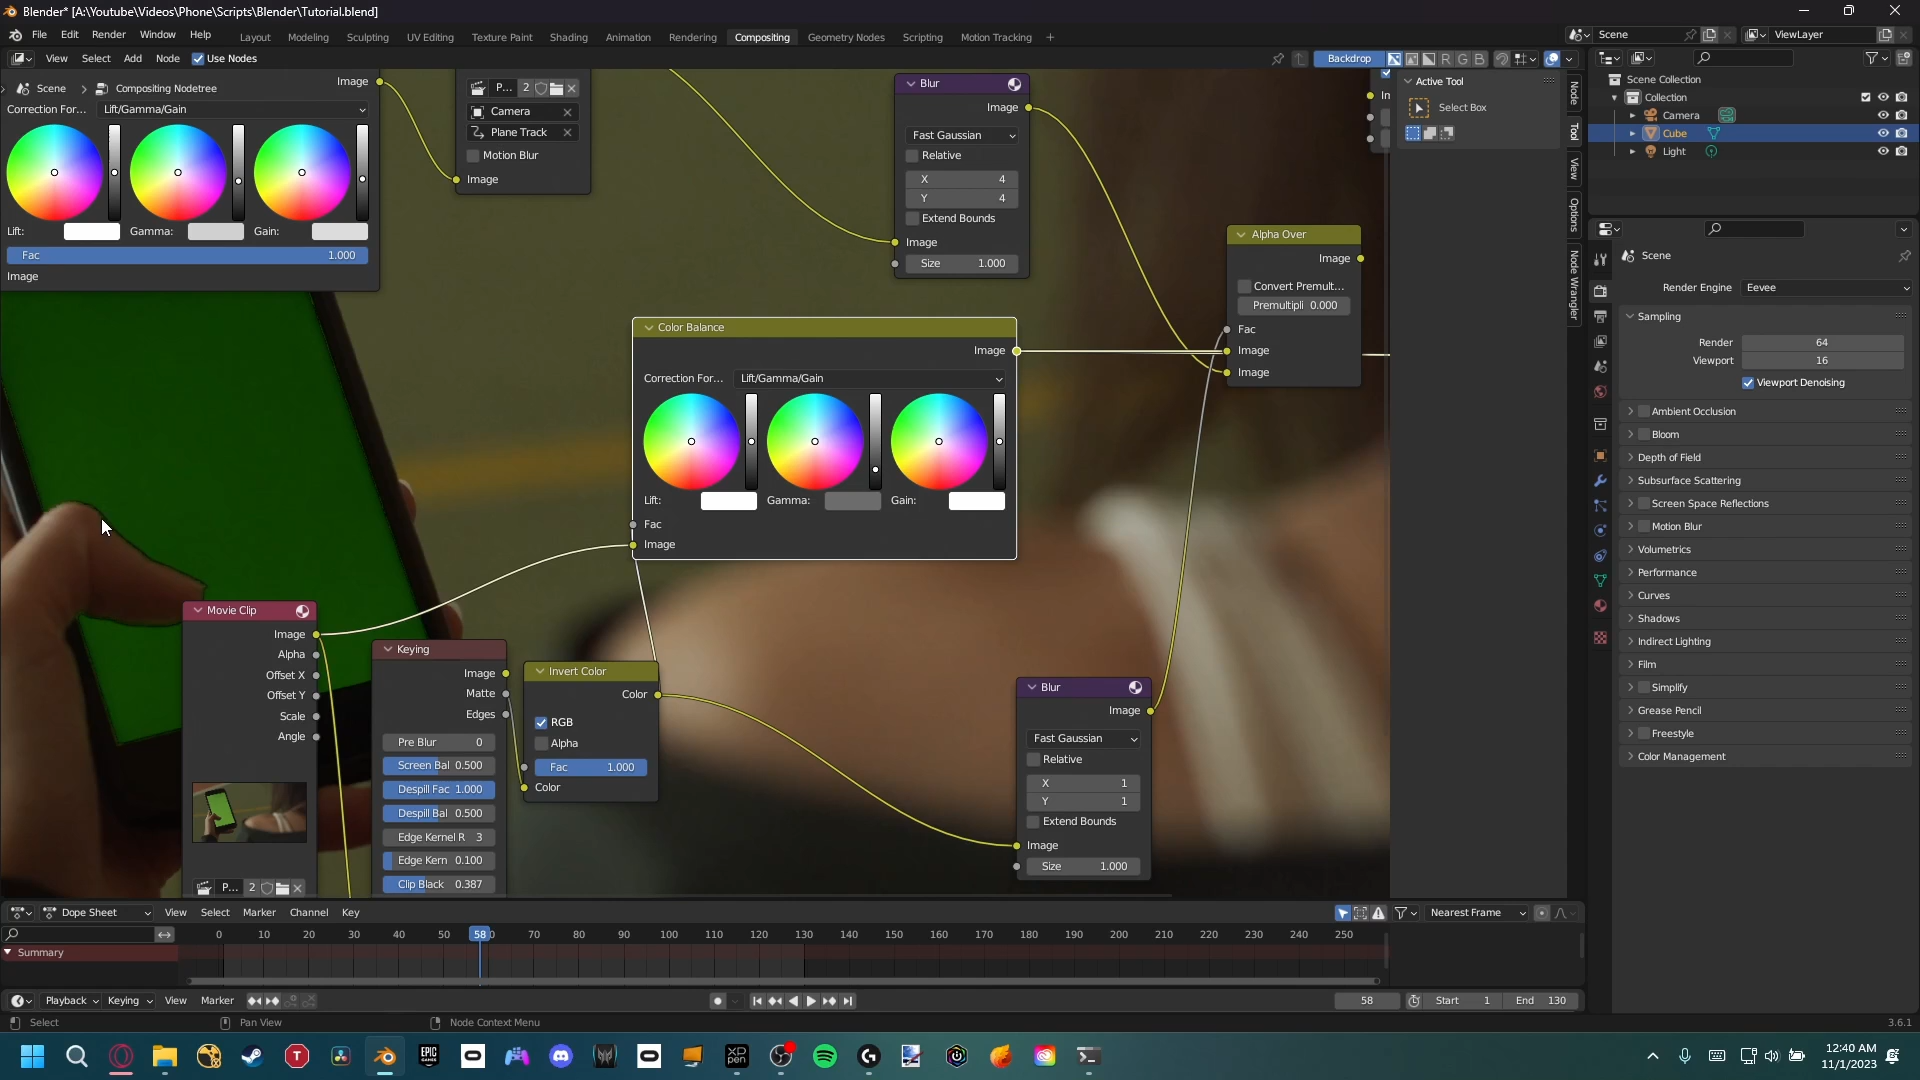 Blender* [A:\Youtube\Videos\Phone\Scripts\Blender\Tutorial.blend]
File Edit Render Window Help
Layout Modeling Sculpting UV Editing Texture Paint Shading Animation Rendering Compositing Geometry Nodes Scripting Motion Tracking +
Scene ViewLayer
View Select Add Node Use Nodes
Backdrop R G B
Scene > Compositing Nodetree
Image
Correction For... Lift/Gamma/Gain
Lift: Gamma: Gain:
Fac 1.000
Image
P... 2
Camera
Plane Track
Motion Blur
Image
Blur
Image
Fast Gaussian
Relative
X 4
Y 4
Extend Bounds
Image
Size 1.000
Alpha Over
Image
Convert Premult...
Premultipli 0.000
Fac
Image
Image
Color Balance
Image
Correction For... Lift/Gamma/Gain
Lift: Gamma: Gain:
Fac
Image
Movie Clip
Image
Alpha
Offset X
Offset Y
Scale
Angle
P... 2
Keying
Image
Matte
Edges
Pre Blur 0
Screen Bal 0.500
Despill Fac 1.000
Despill Bal 0.500
Edge Kernel R 3
Edge Kern 0.100
Clip Black 0.387
Invert Color
Color
RGB
Alpha
Fac 1.000
Color
Blur
Image
Fast Gaussian
Relative
X 1
Y 1
Extend Bounds
Image
Size 1.000
In
Active Tool
Select Box
Node
Tool
View
Options
Node Wrangler
Scene Collection
Collection
Camera
Cube
Light
Scene
Render Engine Eevee
Sampling
Render 64
Viewport 16
Viewport Denoising
Ambient Occlusion
Bloom
Depth of Field
Subsurface Scattering
Screen Space Reflections
Motion Blur
Volumetrics
Performance
Curves
Shadows
Indirect Lighting
Film
Simplify
Grease Pencil
Freestyle
Color Management
Dope Sheet View Select Marker Channel Key
Nearest Frame
0 10 20 30 40 58 70 80 90 100 110 120 130 140 150 160 170 180 190 200 210 220 230 240 250
Summary
Playback Keying View Marker
58 Start 1 End 130
Select Pan View Node Context Menu
3.6.1
12:40 AM
11/1/2023